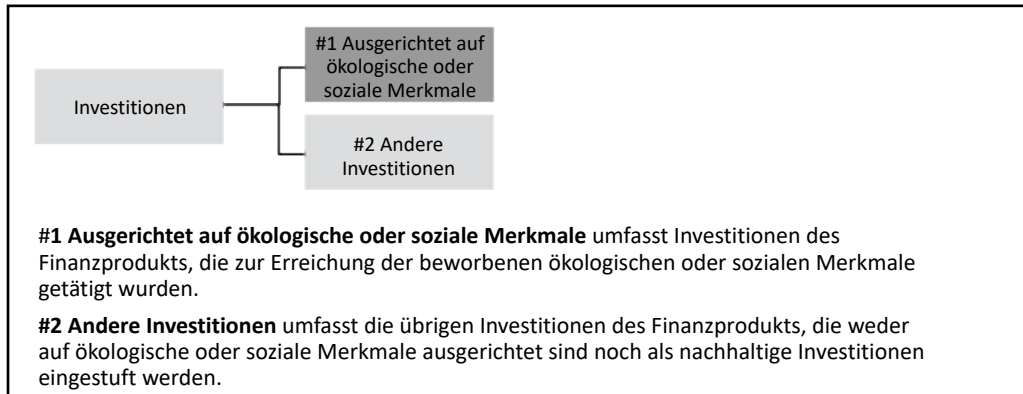 #1 Ausgerichtet auf
ökologische oder
soziale Merkmale
Investitionen
#2 Andere
Investitionen
#1 Ausgerichtet auf ökologische oder soziale Merkmale umfasst Investitionen des
Finanzprodukts, die zur Erreichung der beworbenen ökologischen oder sozialen Merkmale
getätigt wurden.
#2 Andere Investitionen umfasst die übrigen Investitionen des Finanzprodukts, die weder
auf ökologische oder soziale Merkmale ausgerichtet sind noch als nachhaltige Investitionen
eingestuft werden.